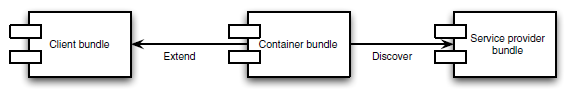 Client bundle
Extend
Container bundle
Discover
Service provider
bundle